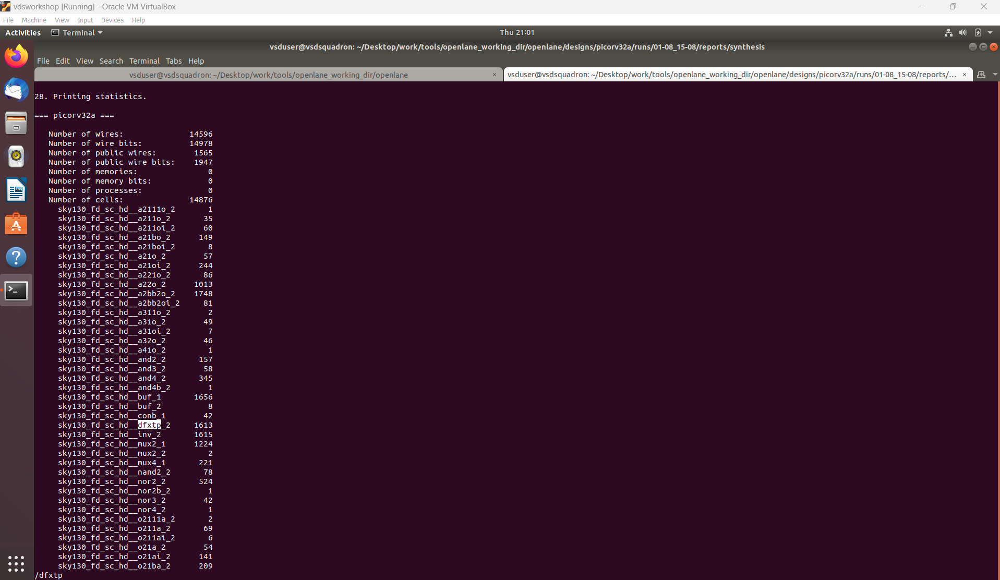 vdsworkshop [Running] - Oracle VM VirtualBox
File Machine View Input Devices Help
Activities Terminal Thu 21:01
vsduser@vsdsquadron: ~/Desktop/work/tools/openlane_working_dir/openlane/designs/picorv32a/runs/01-08_15-08/reports/synthesis
File Edit View Search Terminal Tabs Help
vsduser@vsdsquadron: ~/Desktop/work/tools/openlane_working_dir/openlane × vsduser@vsdsquadron: ~/Desktop/work/tools/openlane_working_dir/openlane/designs/picorv32a/runs/01-08_15-08/reports/... ×
28. Printing statistics.
=== picorv32a ===
Number of wires: 14596
Number of wire bits: 14978
Number of public wires: 1565
Number of public wire bits: 1947
Number of memories: 0
Number of memory bits: 0
Number of processes: 0
Number of cells: 14876
sky130_fd_sc_hd__a2111o_2 1
sky130_fd_sc_hd__a211o_2 35
sky130_fd_sc_hd__a211oi_2 60
sky130_fd_sc_hd__a21bo_2 149
sky130_fd_sc_hd__a21boi_2 8
sky130_fd_sc_hd__a21o_2 57
sky130_fd_sc_hd__a21oi_2 244
sky130_fd_sc_hd__a221o_2 86
sky130_fd_sc_hd__a22o_2 1013
sky130_fd_sc_hd__a2bb2o_2 1748
sky130_fd_sc_hd__a2bb2oi_2 81
sky130_fd_sc_hd__a311o_2 2
sky130_fd_sc_hd__a31o_2 49
sky130_fd_sc_hd__a31oi_2 7
sky130_fd_sc_hd__a32o_2 46
sky130_fd_sc_hd__a41o_2 1
sky130_fd_sc_hd__and2_2 157
sky130_fd_sc_hd__and3_2 58
sky130_fd_sc_hd__and4_2 345
sky130_fd_sc_hd__and4b_2 1
sky130_fd_sc_hd__buf_1 1656
sky130_fd_sc_hd__buf_2 8
sky130_fd_sc_hd__conb_1 42
sky130_fd_sc_hd__dfxtp_2 1613
sky130_fd_sc_hd__inv_2 1615
sky130_fd_sc_hd__mux2_1 1224
sky130_fd_sc_hd__mux2_2 2
sky130_fd_sc_hd__mux4_1 221
sky130_fd_sc_hd__nand2_2 78
sky130_fd_sc_hd__nor2_2 524
sky130_fd_sc_hd__nor2b_2 1
sky130_fd_sc_hd__nor3_2 42
sky130_fd_sc_hd__nor4_2 1
sky130_fd_sc_hd__o2111a_2 2
sky130_fd_sc_hd__o211a_2 69
sky130_fd_sc_hd__o211ai_2 6
sky130_fd_sc_hd__o21a_2 54
sky130_fd_sc_hd__o21ai_2 141
sky130_fd_sc_hd__o21ba_2 209
/dfxtp